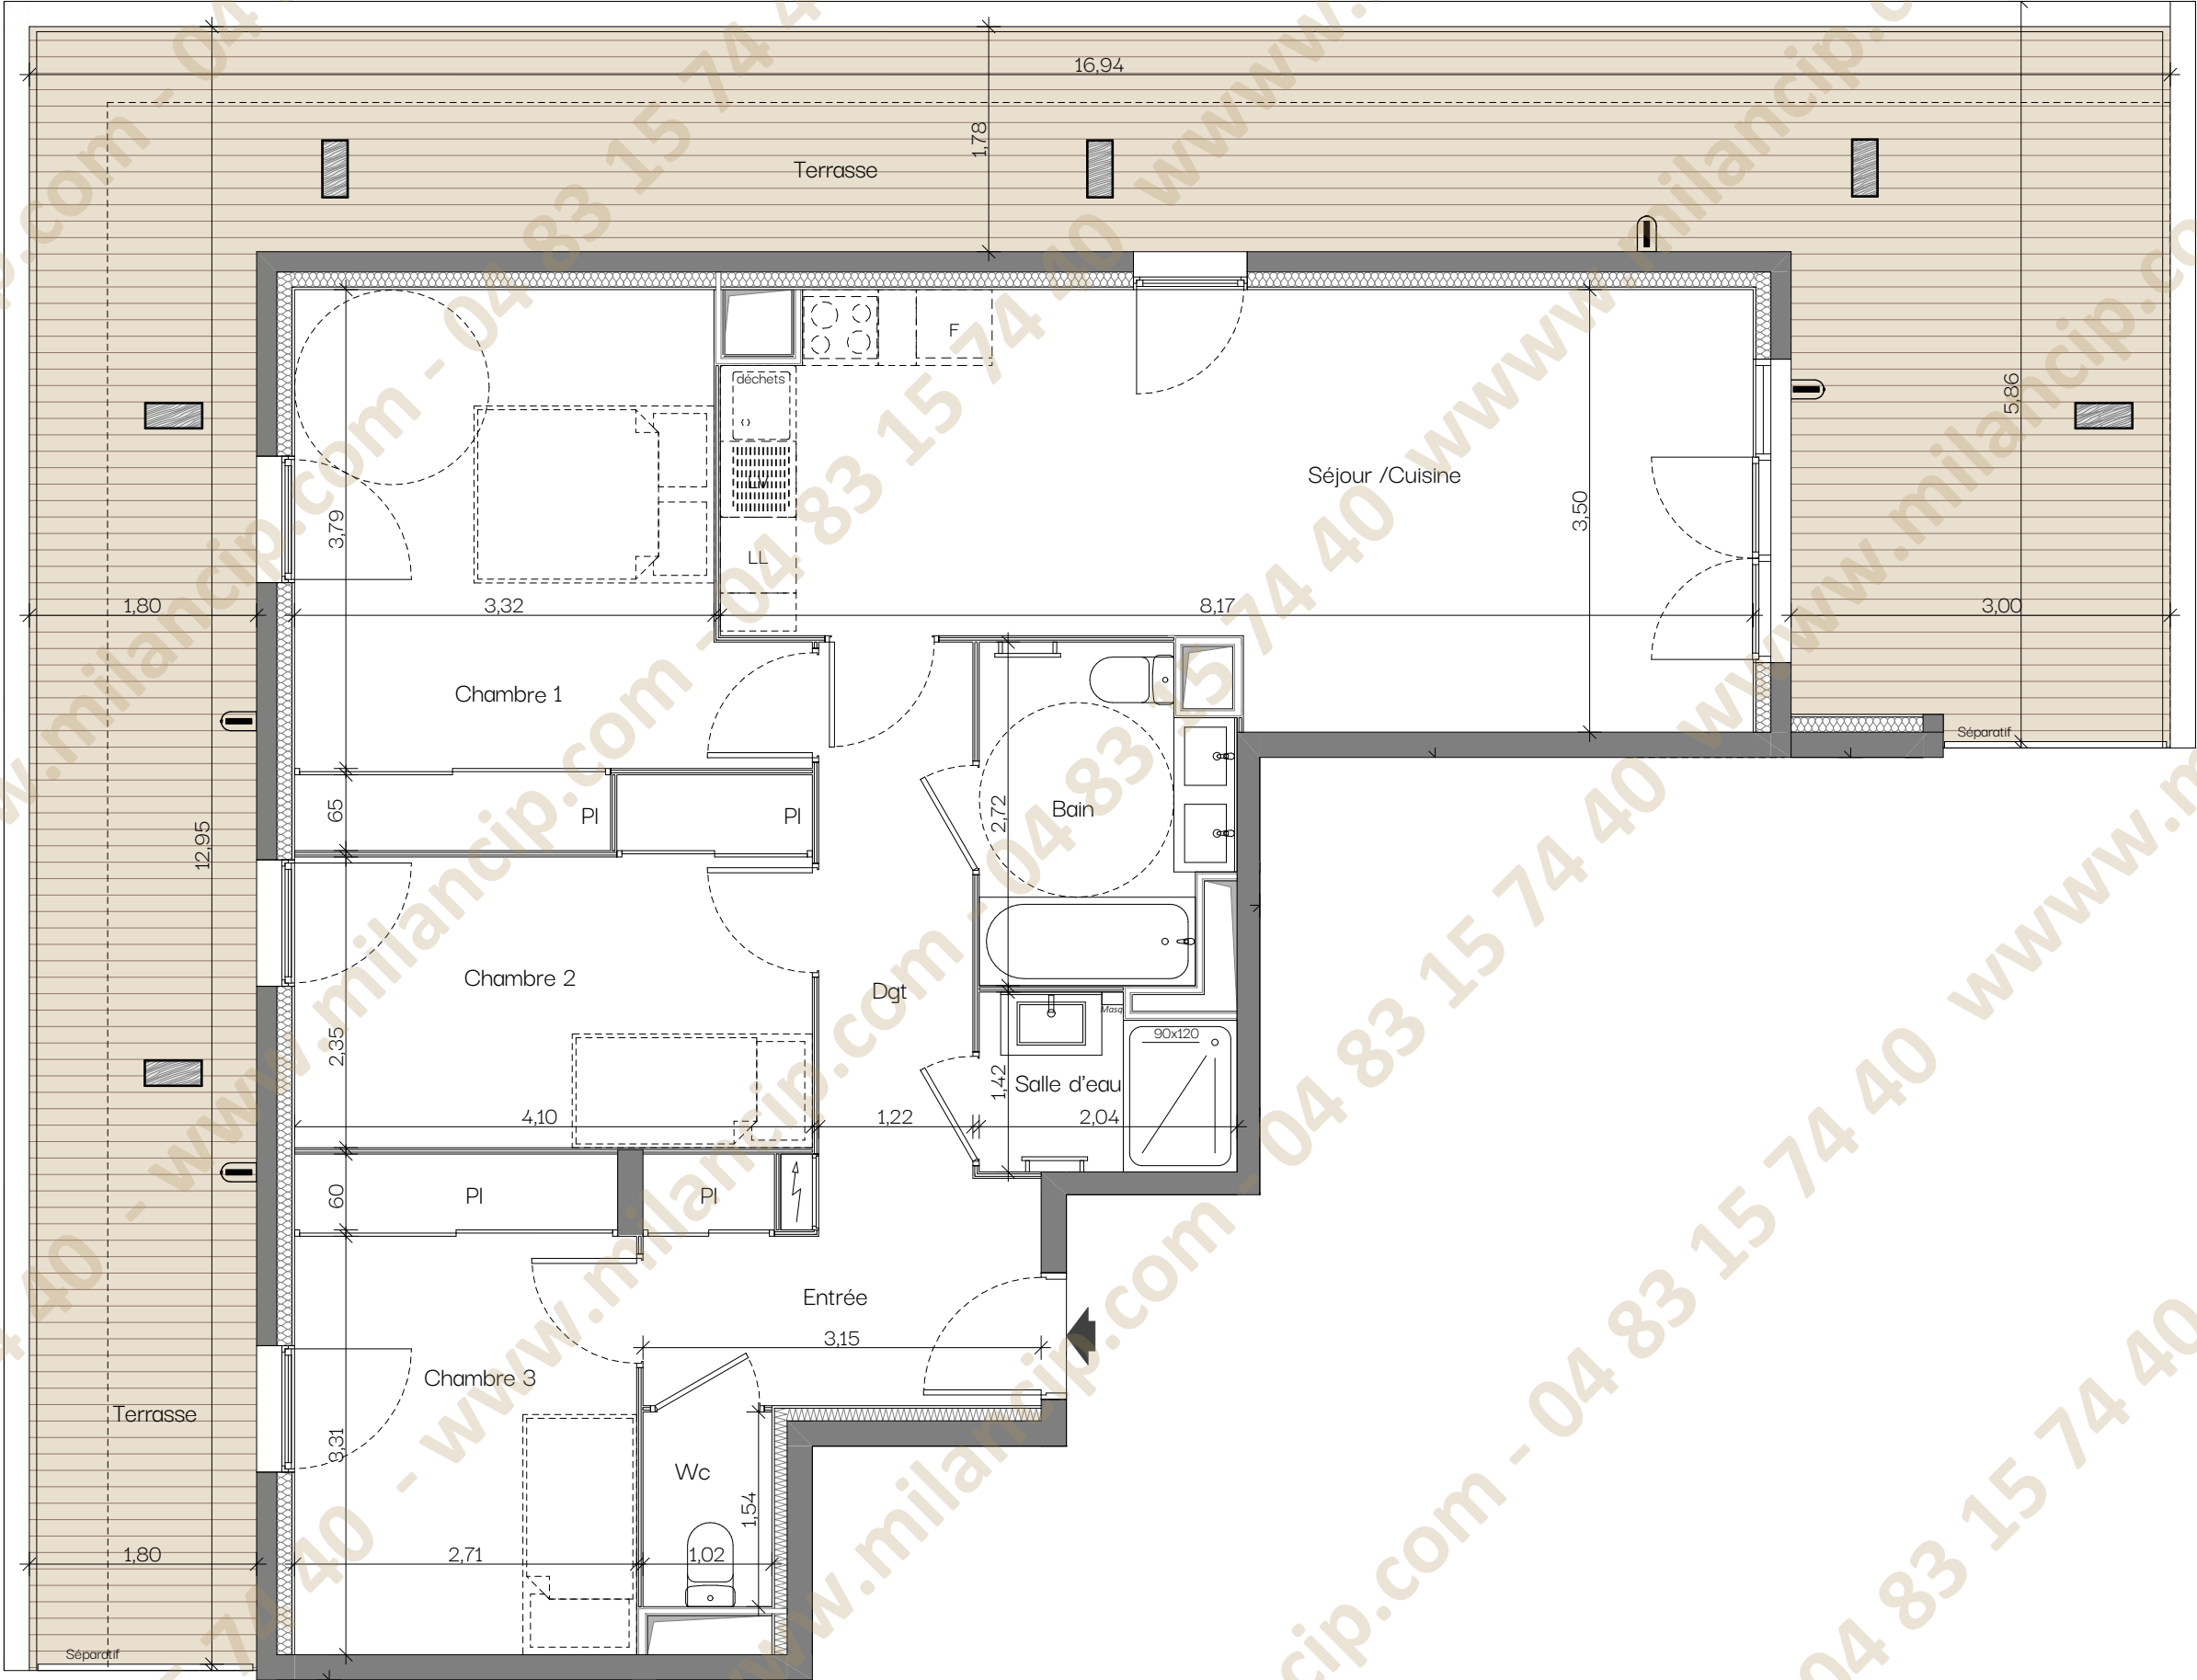 16,94
1,78
Terrasse
F
déchets
5,86
Séjour /Cuisine
3,79
3,50
LV
LL
1,80
3,32
8,17
3,00
Chambre 1
Séparatif
65
Pl
Pl
2,72
Bain
12,95
Chambre 2
Dgt
Masq
90x120
2,35
1,42
Salle d'eau
4,10
1,22
2,04
60
Pl
Pl
Entrée
3,15
Chambre 3
Terrasse
3,31
Wc
1,54
1,80
2,71
1,02
Séparatif
www.milancip.com - 04 83 15 74 40